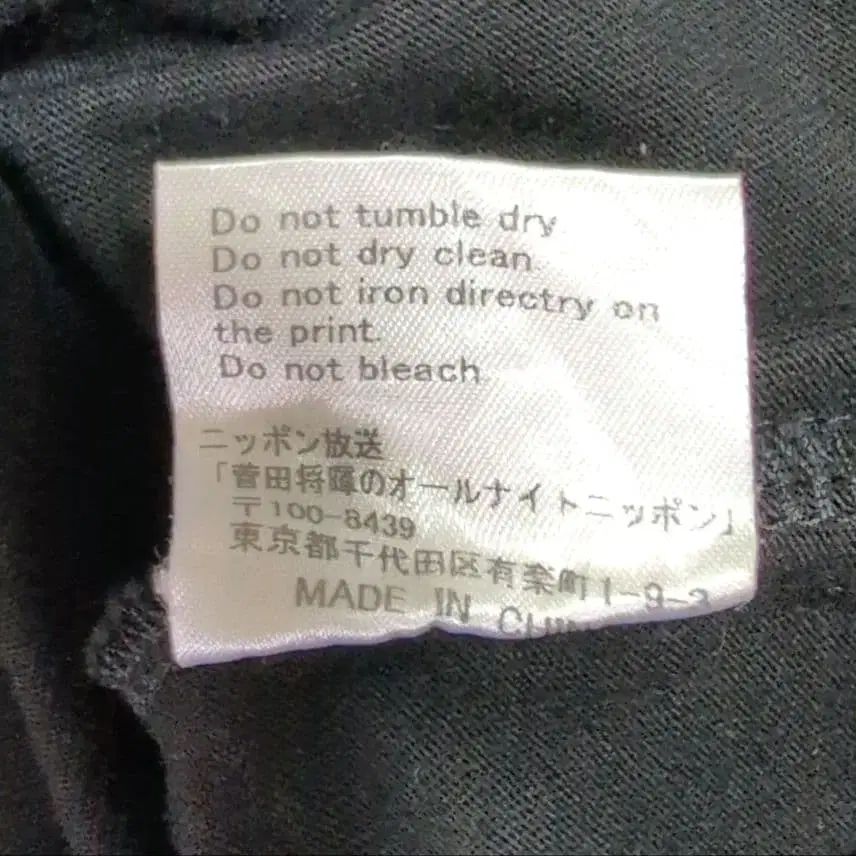 Do not tumble dry
Do not dry clean
Do not iron directry on
the print.
Do not bleach
ニッポン放送
「菅田将暉のオールナイトニッポン」
〒100-8439
東京都千代田区有楽町1-9-3
MADE IN